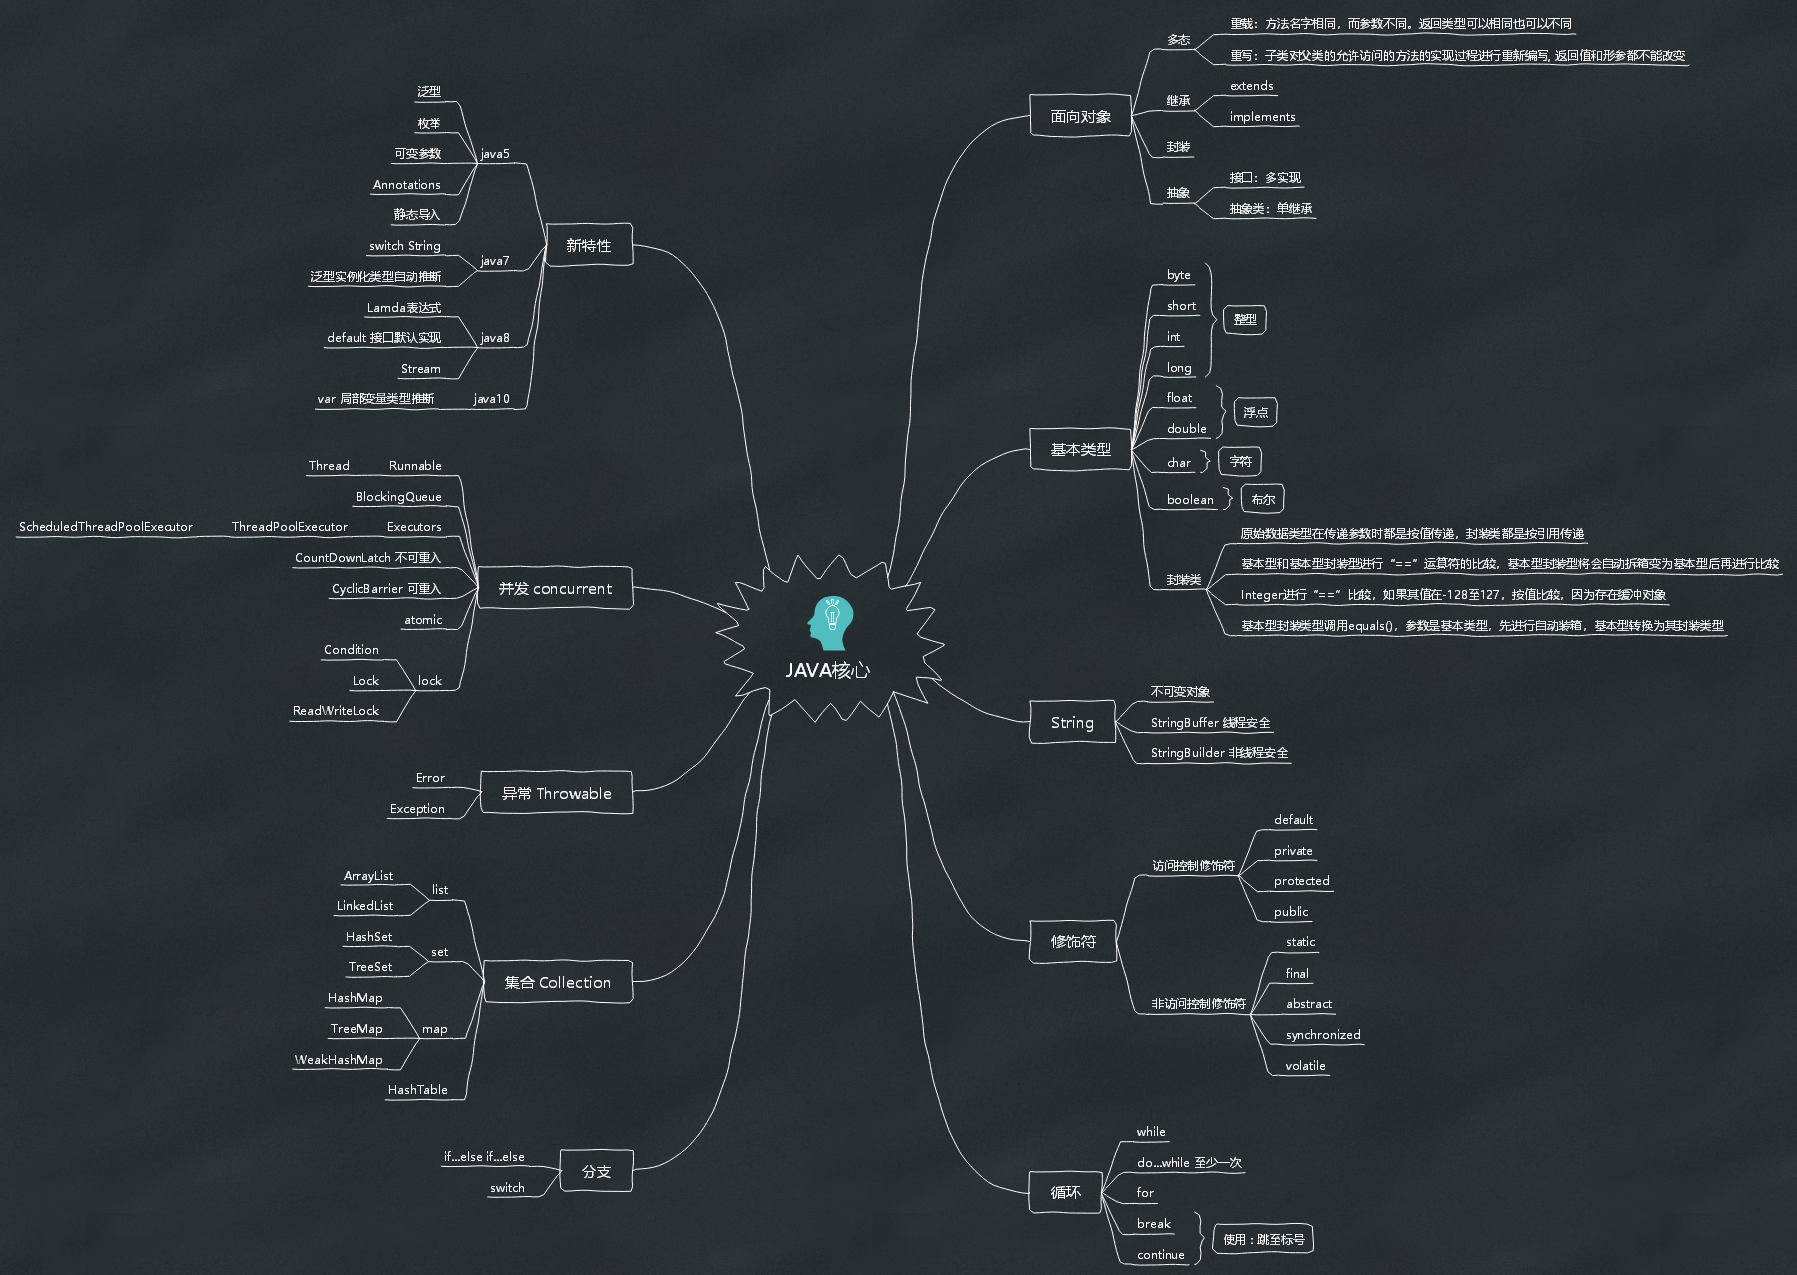 JAVA核心
面向对象
多态
重载：方法名字相同，而参数不同。返回类型可以相同也可以不同
重写：子类对父类的允许访问的方法的实现过程进行重新编写, 返回值和形参都不能改变
继承
extends
implements
封装
抽象
接口：多实现
抽象类：单继承
基本类型
byte
short
int
long
整型
float
double
浮点
char
字符
boolean
布尔
封装类
原始数据类型在传递参数时都是按值传递，封装类都是按引用传递
基本型和基本型封装型进行“==”运算符的比较，基本型封装型将会自动拆箱变为基本型后再进行比较
Integer进行“==”比较，如果其值在-128至127，按值比较，因为存在缓冲对象
基本型封装类型调用equals()，参数是基本类型，先进行自动装箱，基本型转换为其封装类型
String
不可变对象
StringBuffer 线程安全
StringBuilder 非线程安全
修饰符
访问控制修饰符
default
private
protected
public
非访问控制修饰符
static
final
abstract
synchronized
volatile
循环
while
do...while 至少一次
for
break
continue
使用：跳至标号
新特性
java5
泛型
枚举
可变参数
Annotations
静态导入
java7
switch String
泛型实例化类型自动推断
java8
Lamda表达式
default 接口默认实现
Stream
java10
var 局部变量类型推断
并发 concurrent
Runnable
Thread
BlockingQueue
Executors
ThreadPoolExecutor
ScheduledThreadPoolExecutor
CountDownLatch 不可重入
CyclicBarrier 可重入
atomic
lock
Condition
Lock
ReadWriteLock
异常 Throwable
Error
Exception
集合 Collection
list
ArrayList
LinkedList
set
HashSet
TreeSet
map
HashMap
TreeMap
WeakHashMap
HashTable
分支
if...else if...else
switch